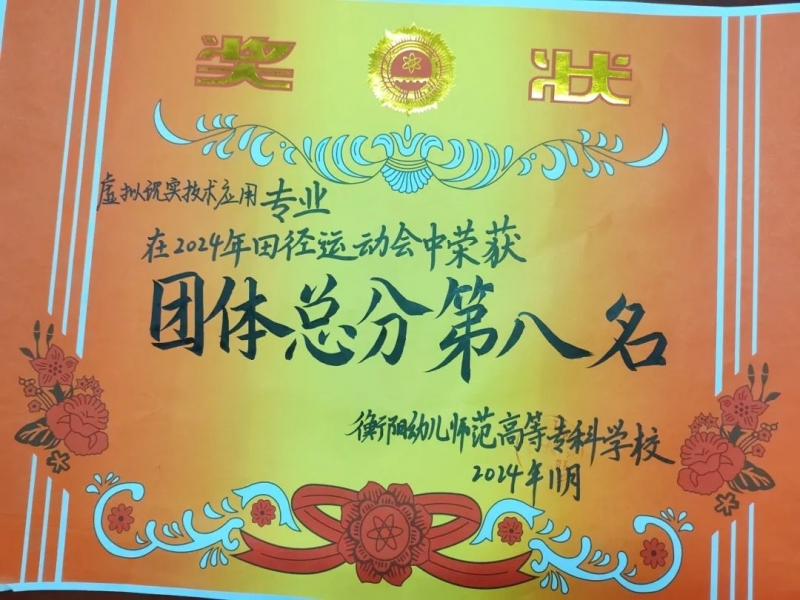 奖状
虚拟现实技术应用专业
在2024年田径运动会中荣获
团体总分第八名
衡阳幼儿师范高等专科学校
2024年11月